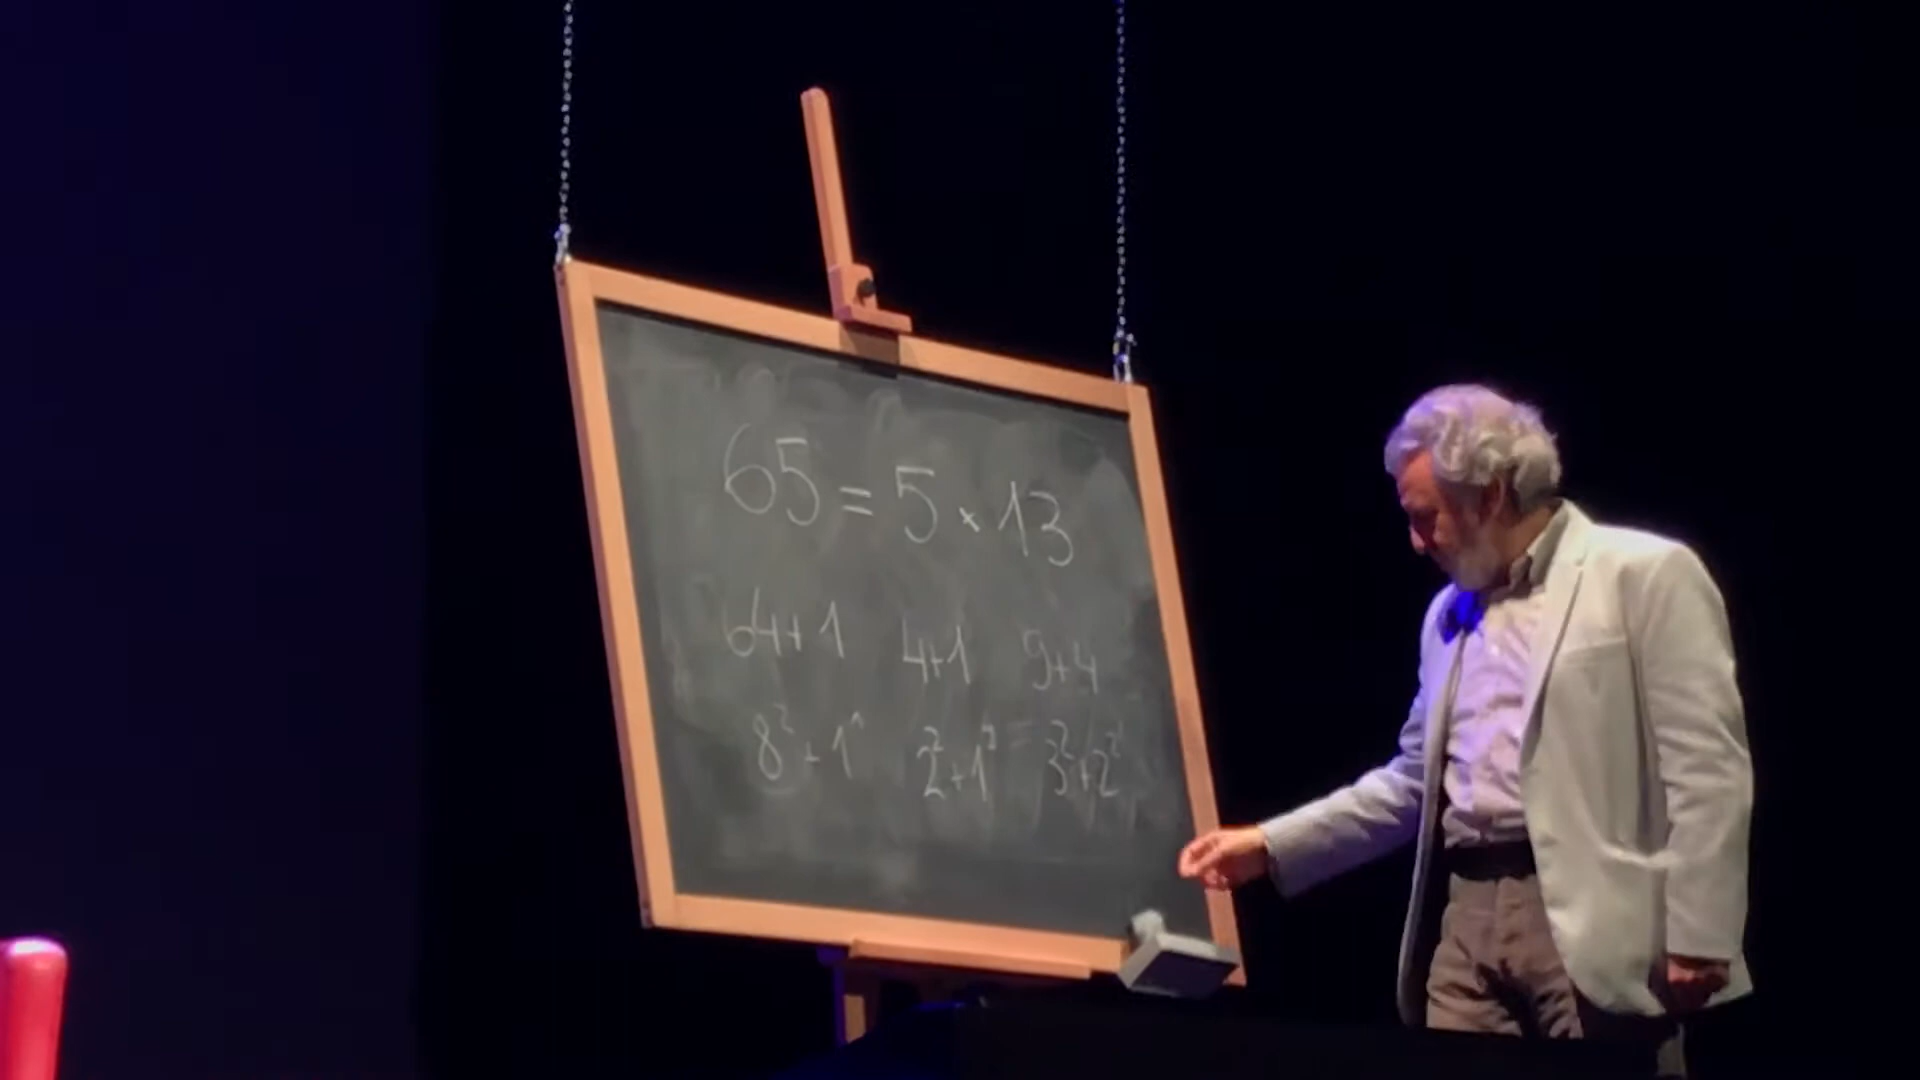 65 = 5 × 13
64+1 4+1 9+4
8²+1² 2²+1² = 3²+2²